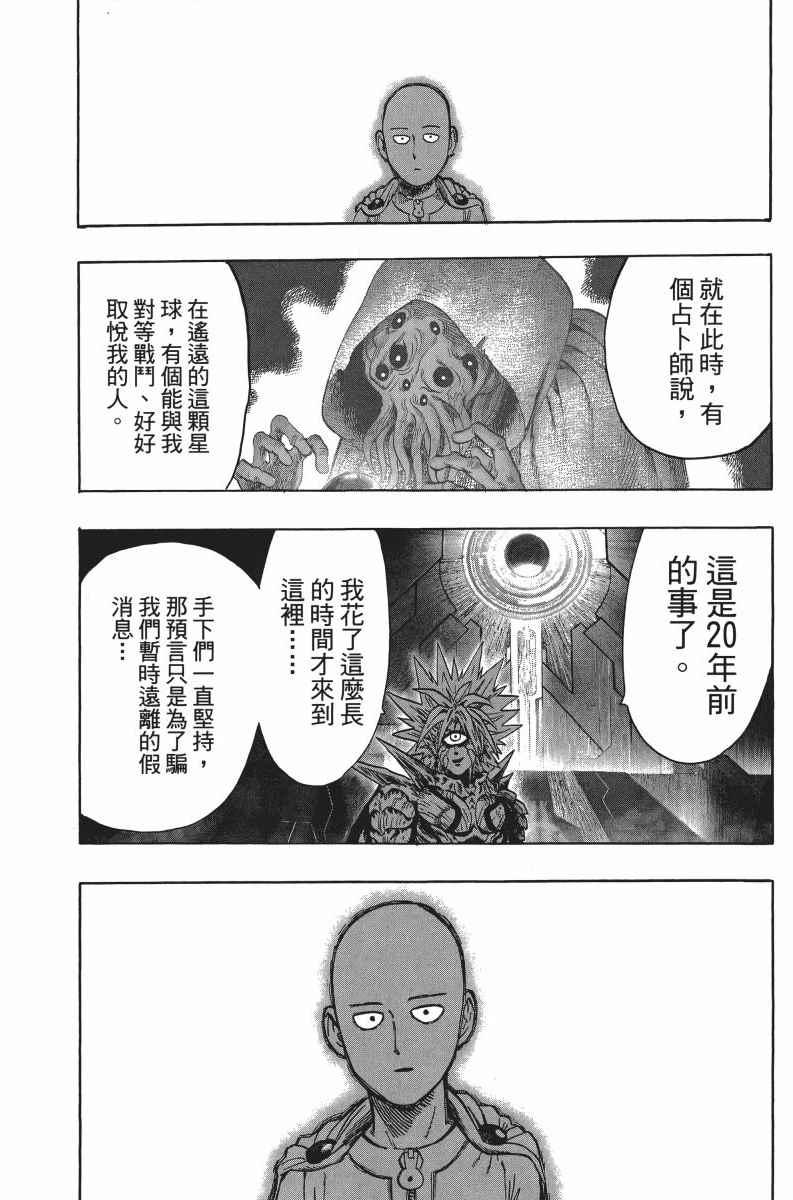 就在此時，有
個占卜師說，
在遙遠的這顆星
球，有個能與我
對等戰鬥、好好
取悅我的人。
這是20年前
的事了。
我花了這麼長
的時間才來到
這裡……
手下們一直堅持，
那預言只是為了騙
我們暫時遠離的假
消息…